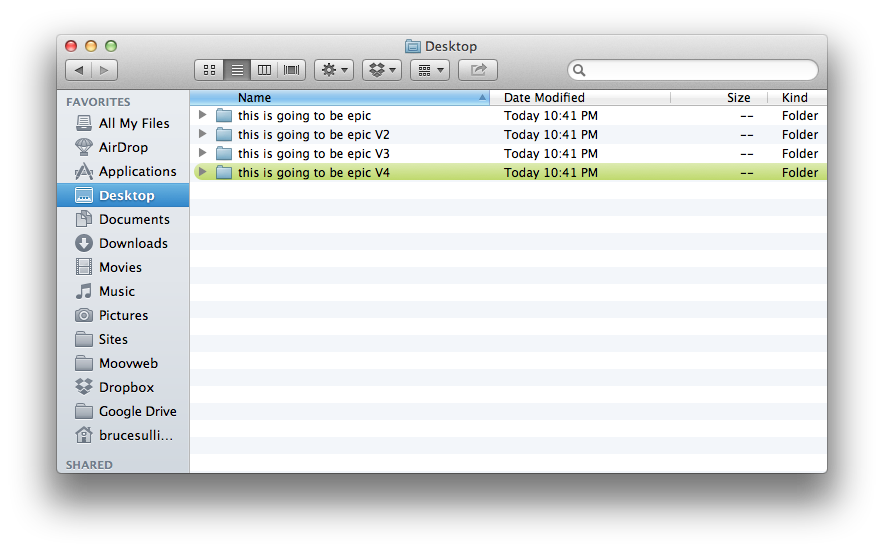 Desktop
FAVORITES
All My Files
AirDrop
Applications
Desktop
Documents
Downloads
Movies
Music
Pictures
Sites
Moovweb
Dropbox
Google Drive
brucesulli...
SHARED
Name Date Modified Size Kind
this is going to be epic Today 10:41 PM -- Folder
this is going to be epic V2 Today 10:41 PM -- Folder
this is going to be epic V3 Today 10:41 PM -- Folder
this is going to be epic V4 Today 10:41 PM -- Folder